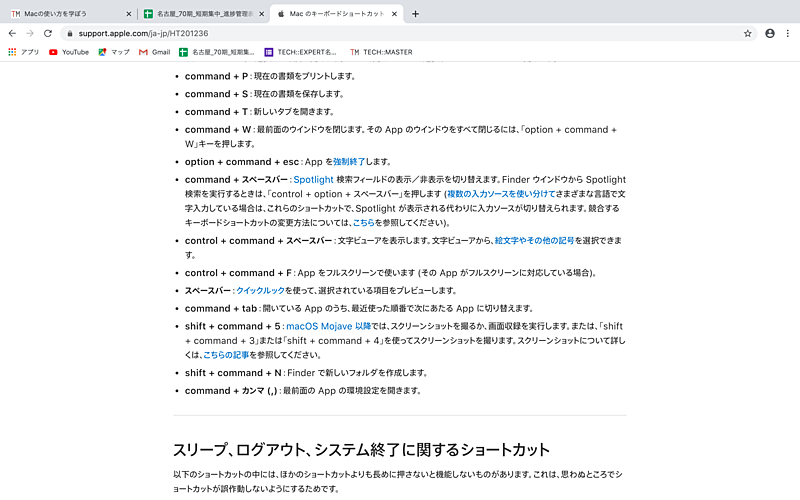 Macの使い方を学ぼう
名古屋_70期_短期集中_進捗管理
Mac のキーボードショートカット
support.apple.com/ja-jp/HT201236
アプリ YouTube マップ Gmail 名古屋_70期_短期集... TECH::EXPERT名... TECH::MASTER
command + P：現在の書類をプリントします。
command + S：現在の書類を保存します。
command + T：新しいタブを開きます。
command + W：最前面のウインドウを閉じます。その App のウインドウをすべて閉じるには、「option + command +
W」キーを押します。
option + command + esc：App を強制終了します。
command + スペースバー：Spotlight 検索フィールドの表示／非表示を切り替えます。Finder ウインドウから Spotlight
検索を実行するときは、「control + option + スペースバー」を押します (複数の入力ソースを使い分けてさまざまな言語で文
字入力している場合は、これらのショートカットで、Spotlight が表示される代わりに入力ソースが切り替えられます。競合する
キーボードショートカットの変更方法については、こちらを参照してください)。
control + command + スペースバー：文字ビューアを表示します。文字ビューアから、絵文字やその他の記号を選択できま
す。
control + command + F：App をフルスクリーンで使います (その App がフルスクリーンに対応している場合)。
スペースバー：クイックルックを使って、選択されている項目をプレビューします。
command + tab：開いている App のうち、最近使った順番で次にあたる App に切り替えます。
shift + command + 5：macOS Mojave 以降では、スクリーンショットを撮るか、画面収録を実行します。または、「shift
+ command + 3」または「shift + command + 4」を使ってスクリーンショットを撮ります。スクリーンショットについて詳し
くは、こちらの記事を参照してください。
shift + command + N：Finder で新しいフォルダを作成します。
command + カンマ (,)：最前面の App の環境設定を開きます。
スリープ、ログアウト、システム終了に関するショートカット
以下のショートカットの中には、ほかのショートカットよりも長めに押さないと機能しないものがあります。これは、思わぬところでシ
ョートカットが誤作動しないようにするためです。